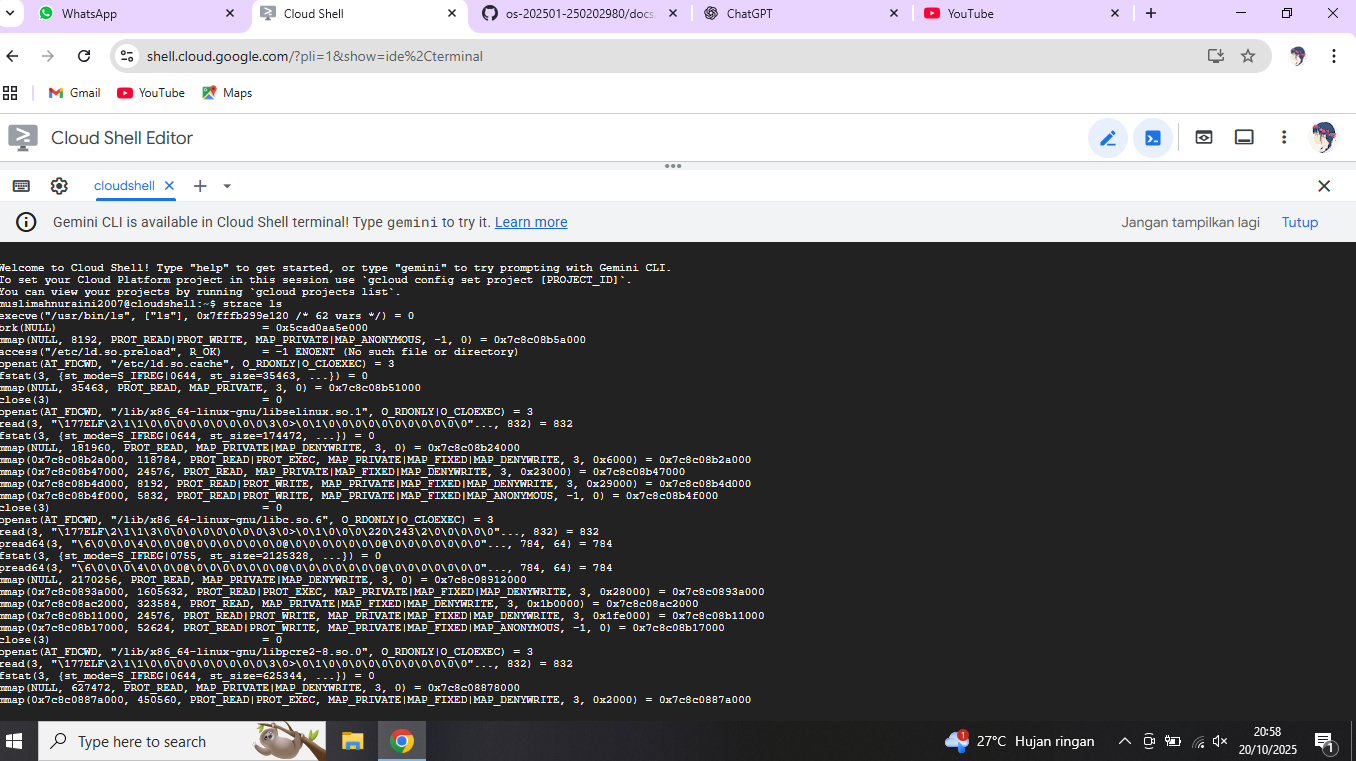 WhatsApp
Cloud Shell
os-202501-250202980/docs
ChatGPT
YouTube
shell.cloud.google.com/?pli=1&show=ide%2Cterminal
Gmail
YouTube
Maps
Cloud Shell Editor
cloudshell
Gemini CLI is available in Cloud Shell terminal! Type gemini to try it. Learn more
Jangan tampilkan lagi
Tutup
Welcome to Cloud Shell! Type "help" to get started, or type "gemini" to try prompting with Gemini CLI.
To set your Cloud Platform project in this session use `gcloud config set project [PROJECT_ID]`.
You can view your projects by running `gcloud projects list`.
muslimahnuraini2007@cloudshell:~$ strace ls
execve("/usr/bin/ls", ["ls"], 0x7fffb299e120 /* 62 vars */) = 0
brk(NULL)                               = 0x5cad0aa5e000
mmap(NULL, 8192, PROT_READ|PROT_WRITE, MAP_PRIVATE|MAP_ANONYMOUS, -1, 0) = 0x7c8c08b5a000
access("/etc/ld.so.preload", R_OK)      = -1 ENOENT (No such file or directory)
openat(AT_FDCWD, "/etc/ld.so.cache", O_RDONLY|O_CLOEXEC) = 3
fstat(3, {st_mode=S_IFREG|0644, st_size=35463, ...}) = 0
mmap(NULL, 35463, PROT_READ, MAP_PRIVATE, 3, 0) = 0x7c8c08b51000
close(3)                                = 0
openat(AT_FDCWD, "/lib/x86_64-linux-gnu/libselinux.so.1", O_RDONLY|O_CLOEXEC) = 3
read(3, "\177ELF\2\1\1\0\0\0\0\0\0\0\0\0\3\0>\0\1\0\0\0\0\0\0\0\0\0\0\0"..., 832) = 832
fstat(3, {st_mode=S_IFREG|0644, st_size=174472, ...}) = 0
mmap(NULL, 181960, PROT_READ, MAP_PRIVATE|MAP_DENYWRITE, 3, 0) = 0x7c8c08b24000
mmap(0x7c8c08b2a000, 118784, PROT_READ|PROT_EXEC, MAP_PRIVATE|MAP_FIXED|MAP_DENYWRITE, 3, 0x6000) = 0x7c8c08b2a000
mmap(0x7c8c08b47000, 24576, PROT_READ, MAP_PRIVATE|MAP_FIXED|MAP_DENYWRITE, 3, 0x23000) = 0x7c8c08b47000
mmap(0x7c8c08b4d000, 8192, PROT_READ|PROT_WRITE, MAP_PRIVATE|MAP_FIXED|MAP_DENYWRITE, 3, 0x29000) = 0x7c8c08b4d000
mmap(0x7c8c08b4f000, 5832, PROT_READ|PROT_WRITE, MAP_PRIVATE|MAP_FIXED|MAP_ANONYMOUS, -1, 0) = 0x7c8c08b4f000
close(3)                                = 0
openat(AT_FDCWD, "/lib/x86_64-linux-gnu/libc.so.6", O_RDONLY|O_CLOEXEC) = 3
read(3, "\177ELF\2\1\1\3\0\0\0\0\0\0\0\0\3\0>\0\1\0\0\0\220\243\2\0\0\0\0\0"..., 832) = 832
pread64(3, "\6\0\0\0\4\0\0\0@\0\0\0\0\0\0\0@\0\0\0\0\0\0\0@\0\0\0\0\0\0\0"..., 784, 64) = 784
fstat(3, {st_mode=S_IFREG|0755, st_size=2125328, ...}) = 0
pread64(3, "\6\0\0\0\4\0\0\0@\0\0\0\0\0\0\0@\0\0\0\0\0\0\0@\0\0\0\0\0\0\0"..., 784, 64) = 784
mmap(NULL, 2170256, PROT_READ, MAP_PRIVATE|MAP_DENYWRITE, 3, 0) = 0x7c8c08912000
mmap(0x7c8c0893a000, 1605632, PROT_READ|PROT_EXEC, MAP_PRIVATE|MAP_FIXED|MAP_DENYWRITE, 3, 0x28000) = 0x7c8c0893a000
mmap(0x7c8c08ac2000, 323584, PROT_READ, MAP_PRIVATE|MAP_FIXED|MAP_DENYWRITE, 3, 0x1b0000) = 0x7c8c08ac2000
mmap(0x7c8c08b11000, 24576, PROT_READ|PROT_WRITE, MAP_PRIVATE|MAP_FIXED|MAP_DENYWRITE, 3, 0x1fe000) = 0x7c8c08b11000
mmap(0x7c8c08b17000, 52624, PROT_READ|PROT_WRITE, MAP_PRIVATE|MAP_FIXED|MAP_ANONYMOUS, -1, 0) = 0x7c8c08b17000
close(3)                                = 0
openat(AT_FDCWD, "/lib/x86_64-linux-gnu/libpcre2-8.so.0", O_RDONLY|O_CLOEXEC) = 3
read(3, "\177ELF\2\1\1\0\0\0\0\0\0\0\0\0\3\0>\0\1\0\0\0\0\0\0\0\0\0\0\0"..., 832) = 832
fstat(3, {st_mode=S_IFREG|0644, st_size=625344, ...}) = 0
mmap(NULL, 627472, PROT_READ, MAP_PRIVATE|MAP_DENYWRITE, 3, 0) = 0x7c8c08878000
mmap(0x7c8c0887a000, 450560, PROT_READ|PROT_EXEC, MAP_PRIVATE|MAP_FIXED|MAP_DENYWRITE, 3, 0x2000) = 0x7c8c0887a000
Type here to search
1
27°C Hujan ringan
20:58
20/10/2025
1